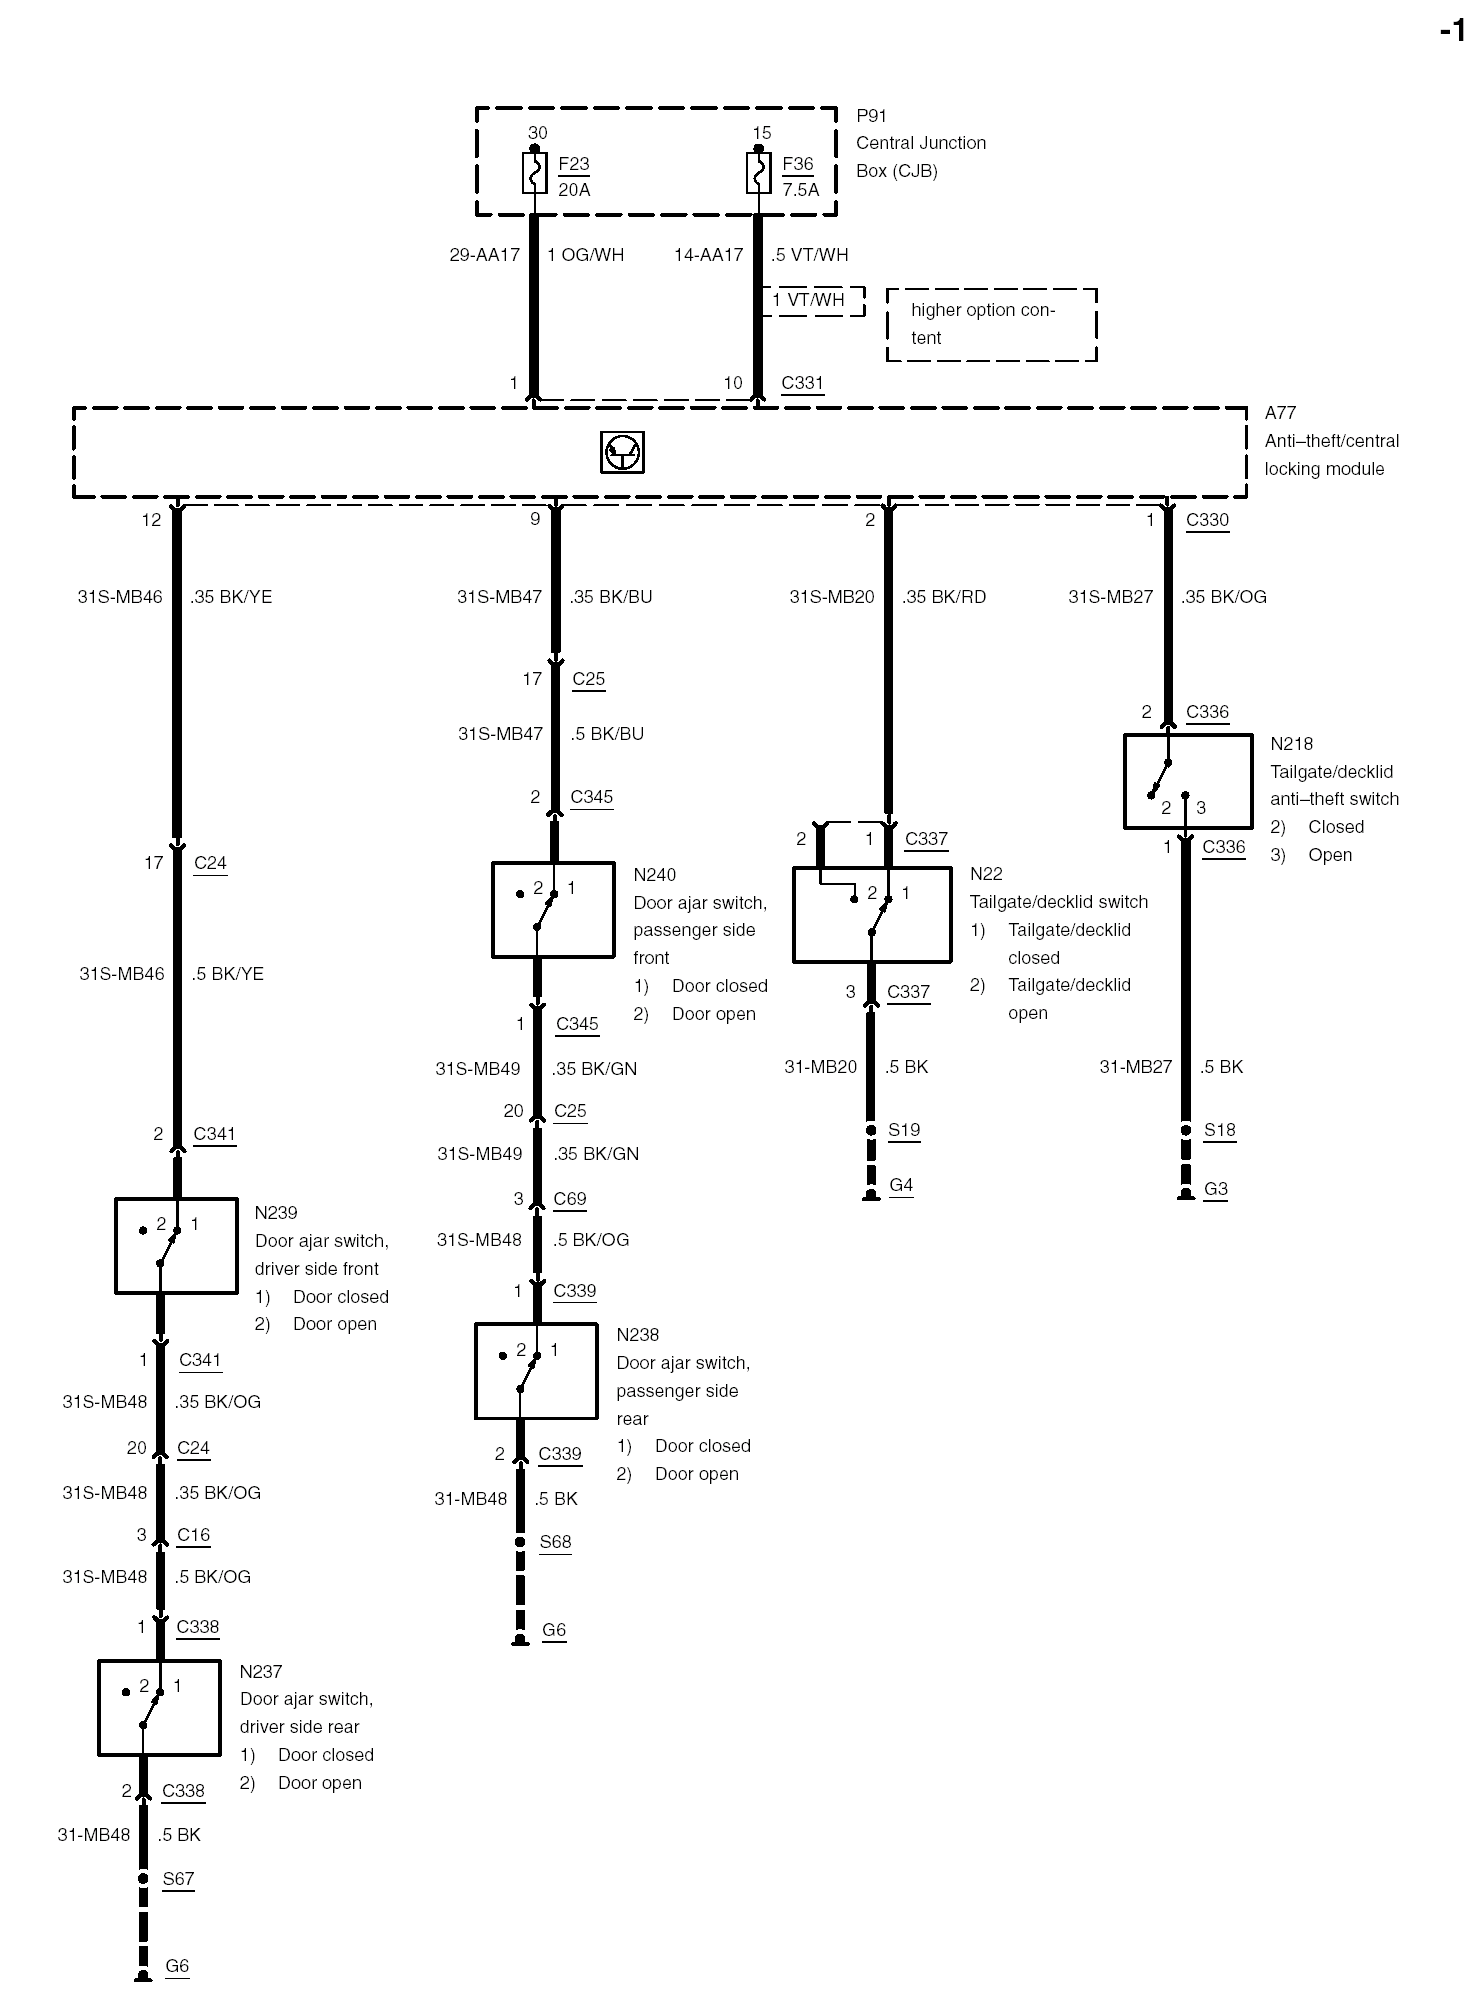 -1
P91
Central Junction
Box (CJB)
30
F23
20A
15
F36
7.5A
29-AA17 1 OG/WH
14-AA17 .5 VT/WH
1 VT/WH
higher option con-
tent
1
10 C331
A77
Anti–theft/central
locking module
12
9
2
1 C330
31S-MB46 .35 BK/YE
31S-MB47 .35 BK/BU
31S-MB20 .35 BK/RD
31S-MB27 .35 BK/OG
17 C25
31S-MB47 .5 BK/BU
2 C336
N218
Tailgate/decklid
anti–theft switch
2) Closed
3) Open
2 3
1 C336
2 C345
2 1 C337
17 C24
N240
Door ajar switch,
passenger side
front
1) Door closed
2) Door open
2 1
N22
Tailgate/decklid switch
1) Tailgate/decklid
closed
2) Tailgate/decklid
open
2 1
31S-MB46 .5 BK/YE
3 C337
1 C345
31S-MB49 .35 BK/GN
31-MB20 .5 BK
31-MB27 .5 BK
20 C25
S19
S18
2 C341
31S-MB49 .35 BK/GN
G4
G3
3 C69
N239
Door ajar switch,
driver side front
1) Door closed
2) Door open
2 1
31S-MB48 .5 BK/OG
1 C339
N238
Door ajar switch,
passenger side
rear
1) Door closed
2) Door open
2 1
1 C341
31S-MB48 .35 BK/OG
20 C24
2 C339
31S-MB48 .35 BK/OG
31-MB48 .5 BK
3 C16
S68
31S-MB48 .5 BK/OG
1 C338
G6
N237
Door ajar switch,
driver side rear
1) Door closed
2) Door open
2 1
2 C338
31-MB48 .5 BK
S67
G6